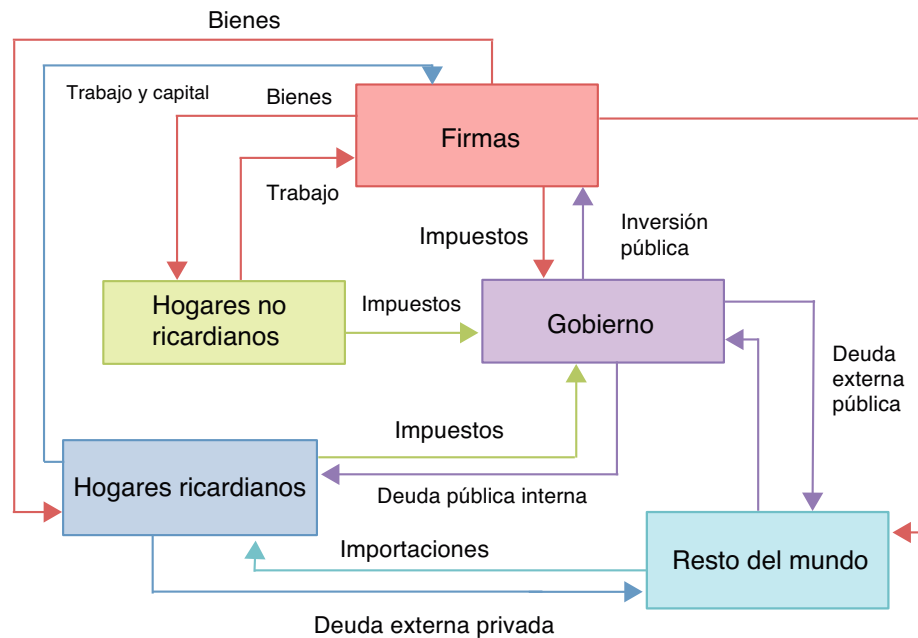 Bienes
Trabajo y capital
Bienes
Firmas
Trabajo
Impuestos
Inversión
pública
Hogares no
ricardianos
Impuestos
Gobierno
Deuda
externa
pública
Impuestos
Hogares ricardianos
Deuda pública interna
Importaciones
Resto del mundo
Deuda externa privada